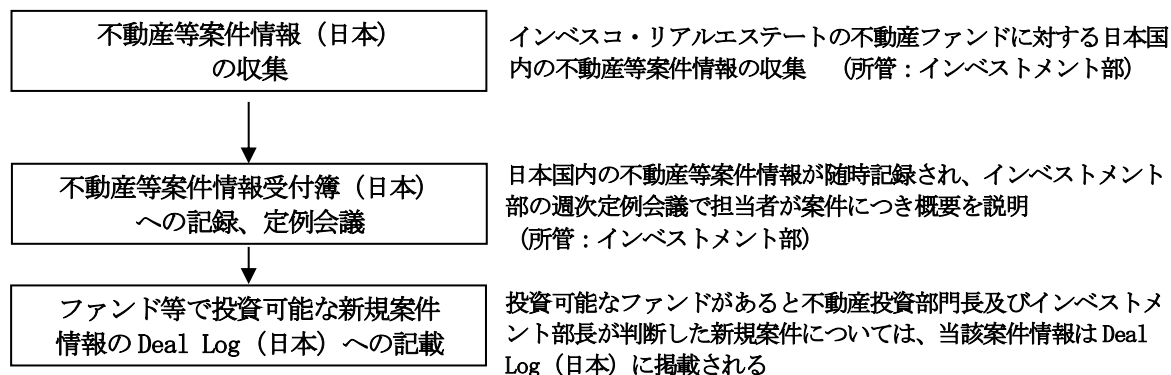 不動産等案件情報（日本）
の収集
インベスコ・リアルエステートの不動産ファンドに対する日本国
内の不動産等案件情報の収集　（所管：インベストメント部）
不動産等案件情報受付簿（日本）
への記録、定例会議
日本国内の不動産等案件情報が随時記録され、インベストメント
部の週次定例会議で担当者が案件につき概要を説明
（所管：インベストメント部）
ファンド等で投資可能な新規案件
情報の Deal Log（日本）への記載
投資可能なファンドがあると不動産投資部門長及びインベストメ
ント部長が判断した新規案件については、当該案件情報は Deal
Log（日本）に掲載される